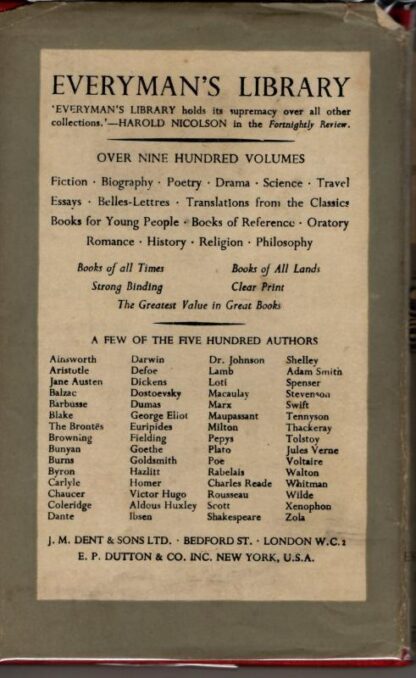 EVERYMAN'S LIBRARY
'EVERYMAN'S LIBRARY holds its supremacy over all other
collections.'—HAROLD NICOLSON in the Fortnightly Review.
OVER NINE HUNDRED VOLUMES
Fiction · Biography · Poetry · Drama · Science · Travel
Essays · Belles-Lettres · Translations from the Classics
Books for Young People · Books of Reference · Oratory
Romance · History · Religion · Philosophy
Books of all Times Books of All Lands
Strong Binding Clear Print
The Greatest Value in Great Books
A FEW OF THE FIVE HUNDRED AUTHORS
Ainsworth Darwin Dr. Johnson Shelley
Aristotle Defoe Lamb Adam Smith
Jane Austen Dickens Loti Spenser
Balzac Dostoevsky Macaulay Stevenson
Barbusse Dumas Marx Swift
Blake George Eliot Maupassant Tennyson
The Brontës Euripides Milton Thackeray
Browning Fielding Pepys Tolstoy
Bunyan Goethe Plato Jules Verne
Burns Goldsmith Poe Voltaire
Byron Hazlitt Rabelais Walton
Carlyle Homer Charles Reade Whitman
Chaucer Victor Hugo Rousseau Wilde
Coleridge Aldous Huxley Scott Xenophon
Dante Ibsen Shakespeare Zola
J. M. DENT & SONS LTD. · BEDFORD ST. · LONDON W.C.2
E. P. DUTTON & CO. INC. NEW YORK, U.S.A.